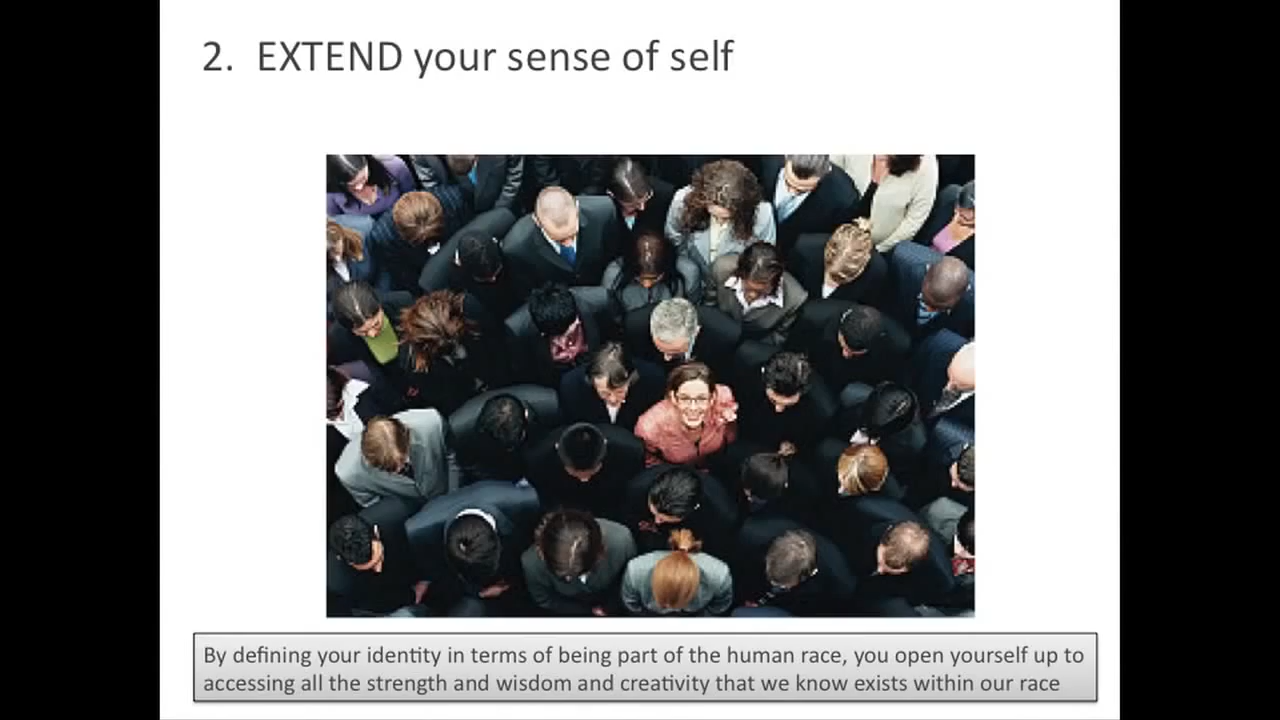 2. EXTEND your sense of self
By defining your identity in terms of being part of the human race, you open yourself up to
accessing all the strength and wisdom and creativity that we know exists within our race